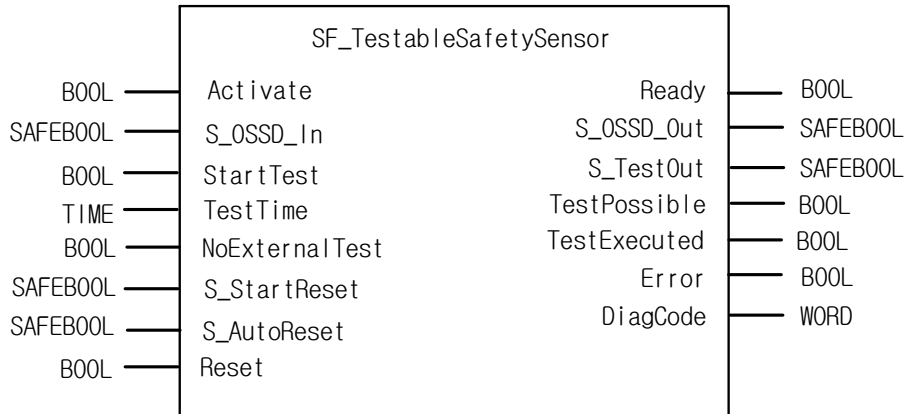 SF_TestableSafetySensor
BOOL Activate Ready BOOL
SAFEBOOL S_OSSD_In S_OSSD_Out SAFEBOOL
BOOL StartTest S_TestOut SAFEBOOL
TIME TestTime TestPossible BOOL
BOOL NoExternalTest TestExecuted BOOL
SAFEBOOL S_StartReset Error BOOL
SAFEBOOL S_AutoReset DiagCode WORD
BOOL Reset